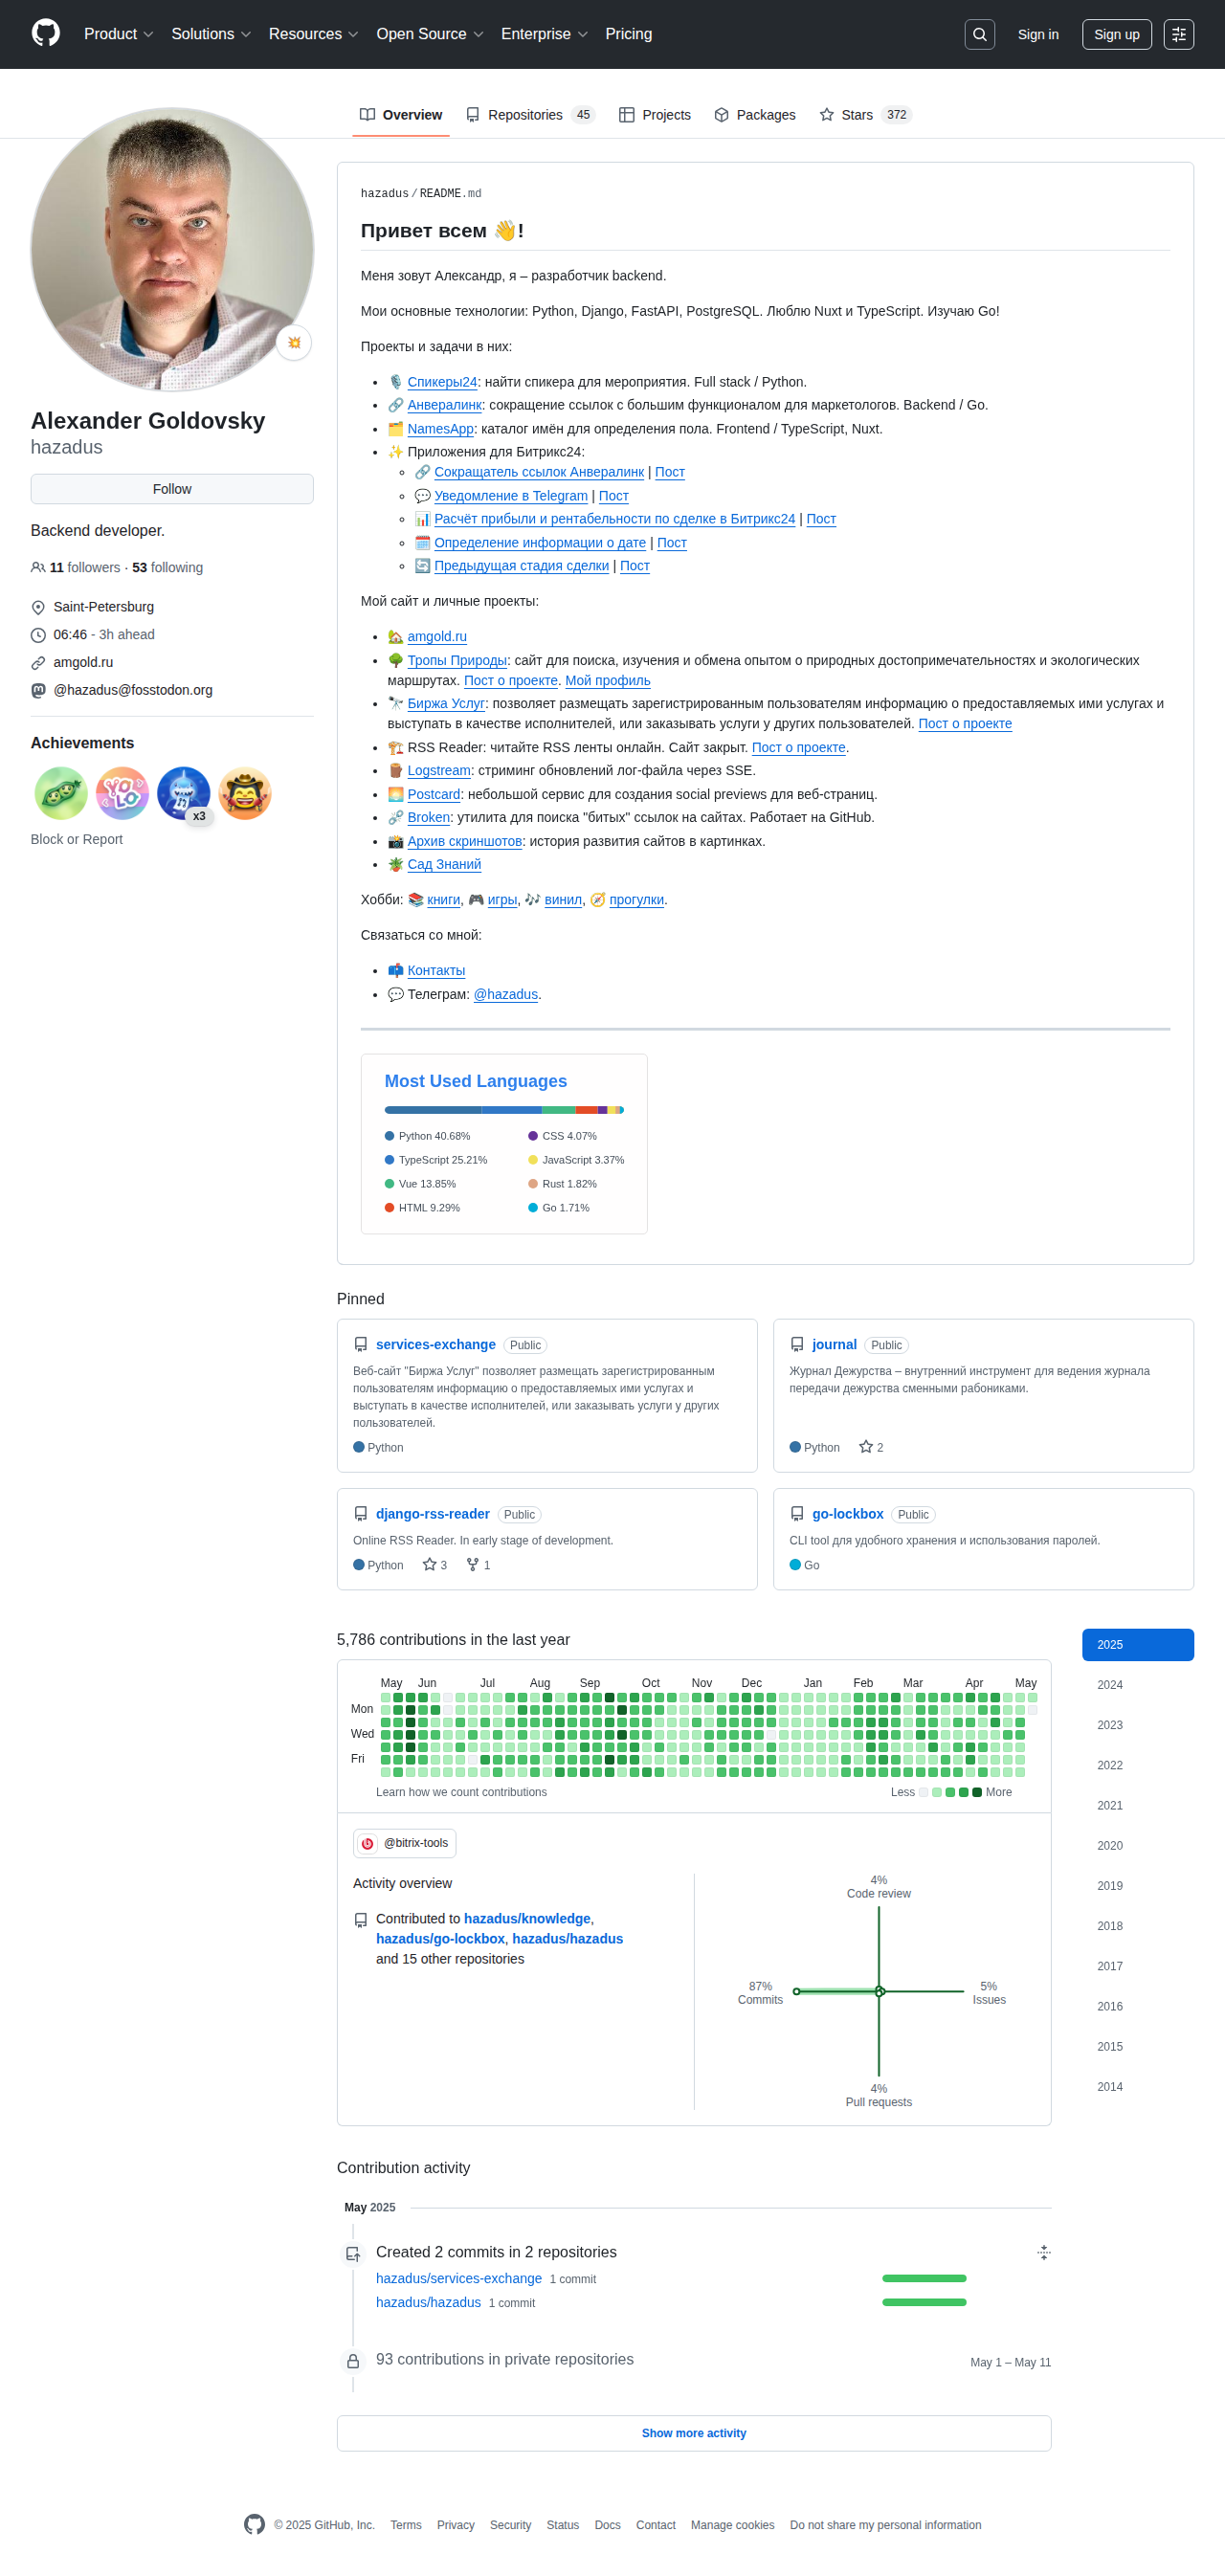 Product Solutions Resources Open Source Enterprise Pricing Sign in Sign up
Overview Repositories 45 Projects Packages Stars 372
Alexander Goldovsky
hazadus
Follow
Backend developer.
11 followers · 53 following
Saint-Petersburg
06:46 - 3h ahead
amgold.ru
@hazadus@fosstodon.org
Achievements
YOLO
x3
Block or Report
hazadus/README.md
Привет всем 👋!
Меня зовут Александр, я – разработчик backend.
Мои основные технологии: Python, Django, FastAPI, PostgreSQL. Люблю Nuxt и TypeScript. Изучаю Go!
Проекты и задачи в них:
🎙️ Спикеры24: найти спикера для мероприятия. Full stack / Python.
🔗 Анвералинк: сокращение ссылок с большим функционалом для маркетологов. Backend / Go.
🗂️ NamesApp: каталог имён для определения пола. Frontend / TypeScript, Nuxt.
✨ Приложения для Битрикс24:
🔗 Сокращатель ссылок Анвералинк | Пост
💬 Уведомление в Telegram | Пост
📊 Расчёт прибыли и рентабельности по сделке в Битрикс24 | Пост
🗓️ Определение информации о дате | Пост
🔄 Предыдущая стадия сделки | Пост
Мой сайт и личные проекты:
🏡 amgold.ru
🌳 Тропы Природы: сайт для поиска, изучения и обмена опытом о природных достопримечательностях и экологических
маршрутах. Пост о проекте. Мой профиль
🔭 Биржа Услуг: позволяет размещать зарегистрированным пользователям информацию о предоставляемых ими услугах и
выступать в качестве исполнителей, или заказывать услуги у других пользователей. Пост о проекте
🏗️ RSS Reader: читайте RSS ленты онлайн. Сайт закрыт. Пост о проекте.
🪵 Logstream: стриминг обновлений лог-файла через SSE.
🌅 Postcard: небольшой сервис для создания social previews для веб-страниц.
⛓️‍💥 Broken: утилита для поиска "битых" ссылок на сайтах. Работает на GitHub.
📸 Архив скриншотов: история развития сайтов в картинках.
🪴 Сад Знаний
Хобби: 📚 книги, 🎮 игры, 🎶 винил, 🧭 прогулки.
Связаться со мной:
📫 Контакты
💬 Телеграм: @hazadus.
Most Used Languages
Python 40.68% CSS 4.07%
TypeScript 25.21% JavaScript 3.37%
Vue 13.85% Rust 1.82%
HTML 9.29% Go 1.71%
Pinned
services-exchange Public
Веб-сайт "Биржа Услуг" позволяет размещать зарегистрированным
пользователям информацию о предоставляемых ими услугах и
выступать в качестве исполнителей, или заказывать услуги у других
пользователей.
Python
journal Public
Журнал Дежурства – внутренний инструмент для ведения журнала
передачи дежурства сменными рабониками.
Python 2
django-rss-reader Public
Online RSS Reader. In early stage of development.
Python 3 1
go-lockbox Public
CLI tool для удобного хранения и использования паролей.
Go
5,786 contributions in the last year
May Jun Jul Aug Sep Oct Nov Dec Jan Feb Mar Apr May
Mon
Wed
Fri
Learn how we count contributions
Less More
@bitrix-tools
Activity overview
Contributed to hazadus/knowledge,
hazadus/go-lockbox, hazadus/hazadus
and 15 other repositories
4%
Code review
87%
Commits
5%
Issues
4%
Pull requests
2025
2024
2023
2022
2021
2020
2019
2018
2017
2016
2015
2014
Contribution activity
May 2025
Created 2 commits in 2 repositories
hazadus/services-exchange 1 commit
hazadus/hazadus 1 commit
93 contributions in private repositories May 1 – May 11
Show more activity
© 2025 GitHub, Inc. Terms Privacy Security Status Docs Contact Manage cookies Do not share my personal information